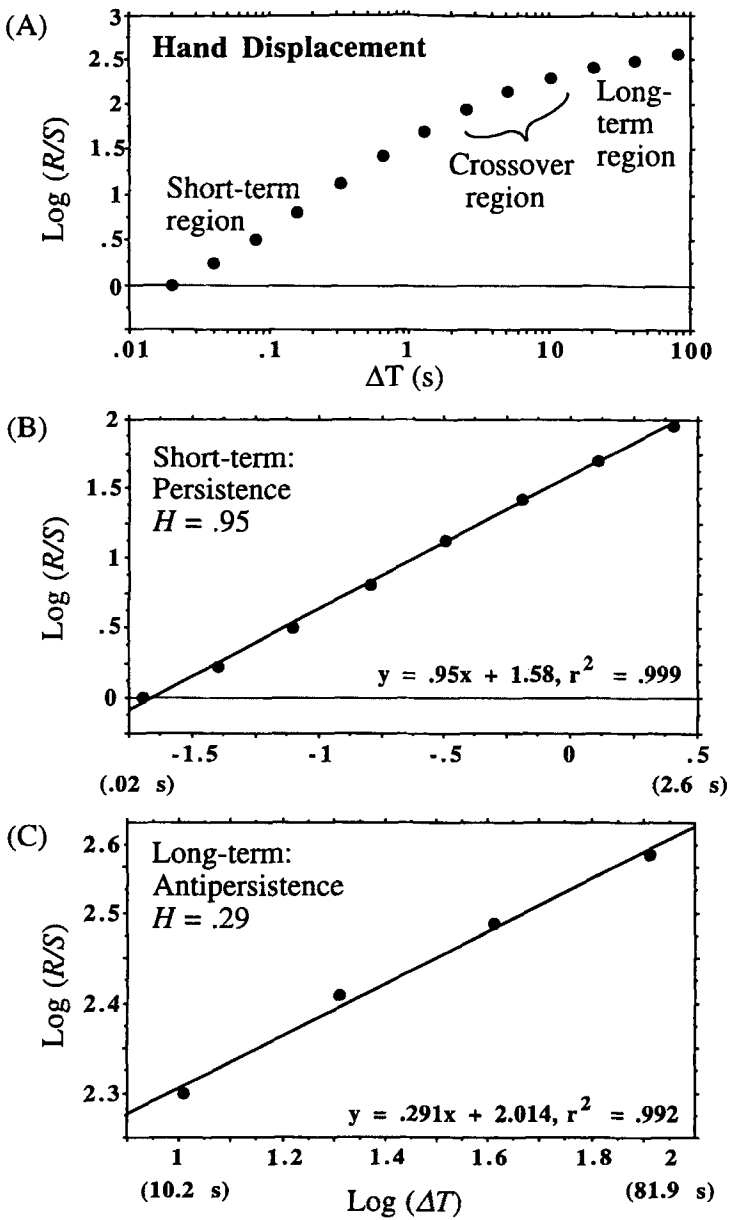 (A)
Hand Displacement
3
2.5
2
1.5
1
.5
0
Log (R/S)
Short-term
region
Crossover
region
Long-
term
region
.01 .1 1 10 100
ΔT (s)
(B)
2
1.5
1
.5
0
Log (R/S)
Short-term:
Persistence
H = .95
y = .95x + 1.58, r² = .999
-1.5 -1 -.5 0 .5
(.02 s) (2.6 s)
(C)
2.6
2.5
2.4
2.3
Log (R/S)
Long-term:
Antipersistence
H = .29
y = .291x + 2.014, r² = .992
1 1.2 1.4 1.6 1.8 2
(10.2 s) Log (ΔT) (81.9 s)